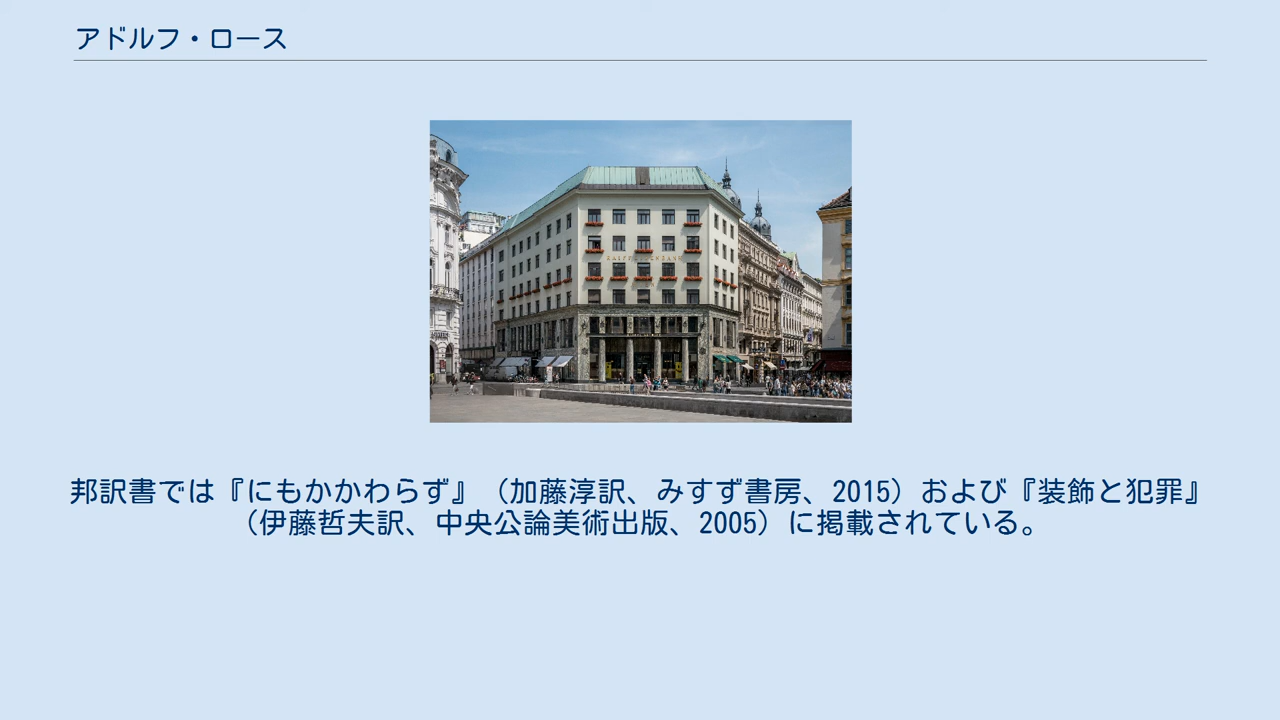 アドルフ・ロース
邦訳書では『にもかかわらず』（加藤淳訳、みすず書房、2015）および『装飾と犯罪』
（伊藤哲夫訳、中央公論美術出版、2005）に掲載されている。